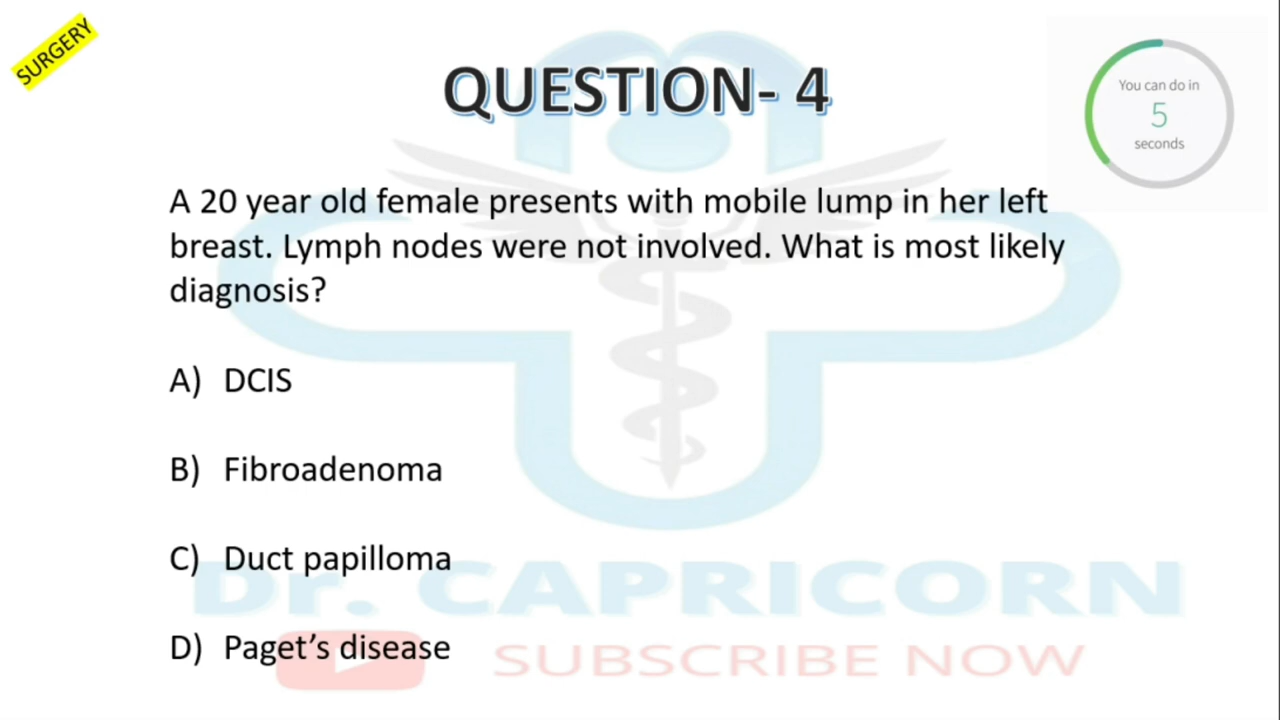 SURGERY
QUESTION- 4
You can do in
5
seconds
A 20 year old female presents with mobile lump in her left
breast. Lymph nodes were not involved. What is most likely
diagnosis?
A) DCIS
B) Fibroadenoma
C) Duct papilloma
D) Paget’s disease
Dr. CAPRICORN
SUBSCRIBE NOW